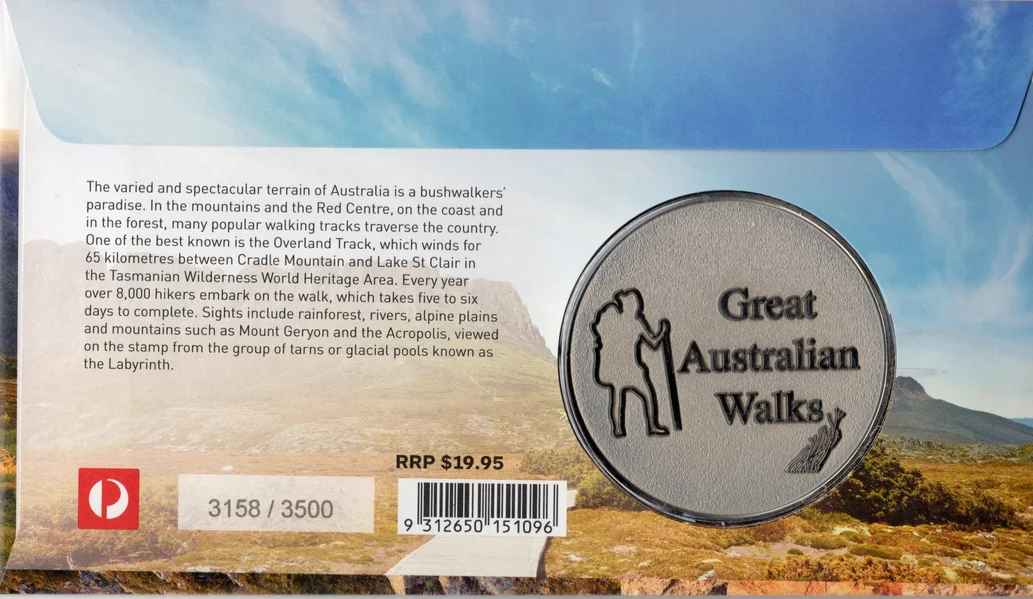 The varied and spectacular terrain of Australia is a bushwalkers'
paradise. In the mountains and the Red Centre, on the coast and
in the forest, many popular walking tracks traverse the country.
One of the best known is the Overland Track, which winds for
65 kilometres between Cradle Mountain and Lake St Clair in
the Tasmanian Wilderness World Heritage Area. Every year
over 8,000 hikers embark on the walk, which takes five to six
days to complete. Sights include rainforest, rivers, alpine plains
and mountains such as Mount Geryon and the Acropolis, viewed
on the stamp from the group of tarns or glacial pools known as
the Labyrinth.
Great
Australian
Walks
RRP $19.95
3158 / 3500
9 312650 151096